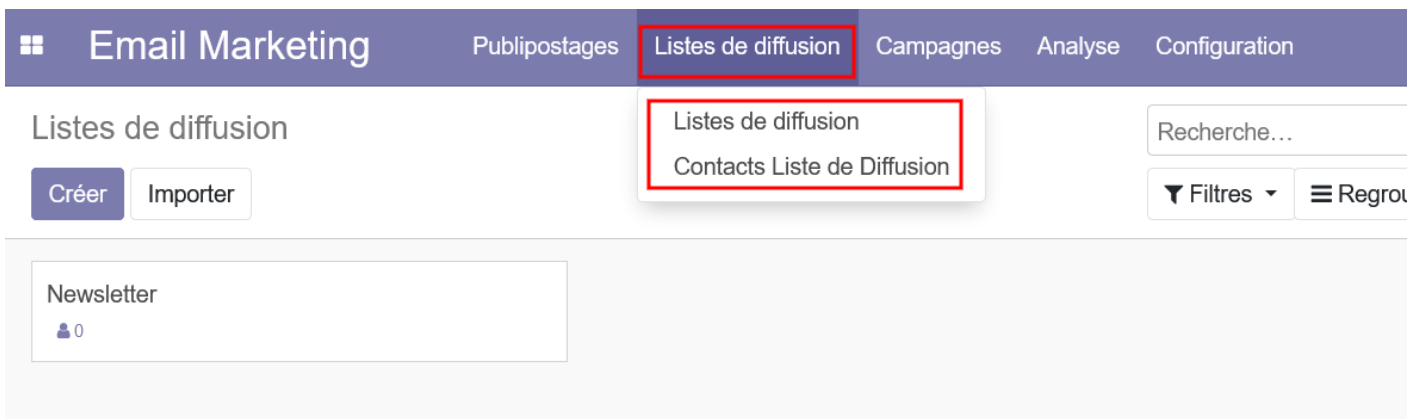 Email Marketing Publipostages Listes de diffusion Campagnes Analyse Configuration
Listes de diffusion
Listes de diffusion
Contacts Liste de Diffusion
Recherche...
Créer Importer
Filtres Regrou
Newsletter
0